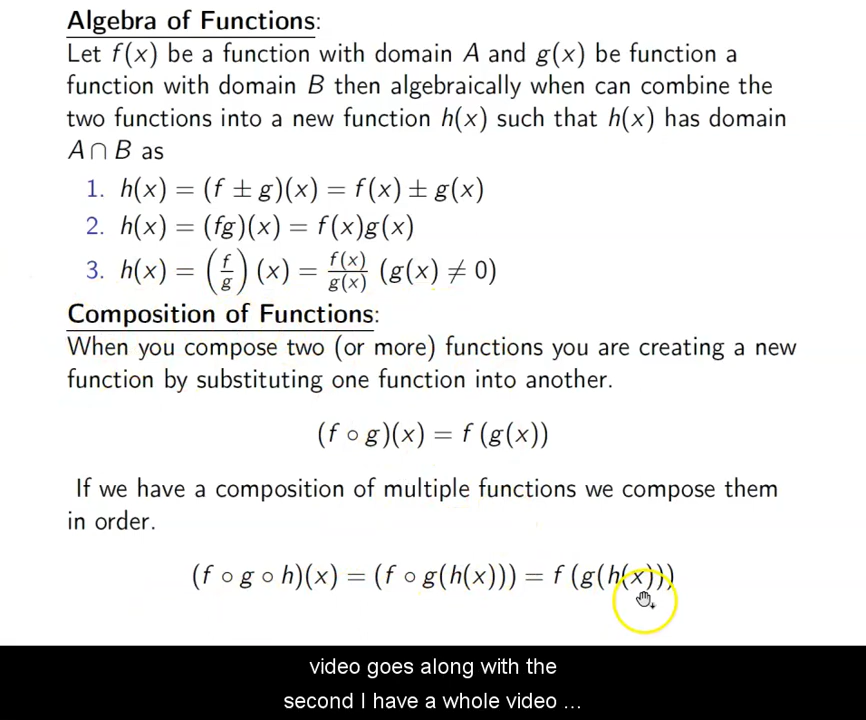 Algebra of Functions:
Let f(x) be a function with domain A and g(x) be function a
function with domain B then algebraically when can combine the
two functions into a new function h(x) such that h(x) has domain
A ∩ B as
1. h(x) = (f ± g)(x) = f(x) ± g(x)
2. h(x) = (fg)(x) = f(x)g(x)
3. h(x) = (f/g)(x) = f(x)/g(x) (g(x) ≠ 0)
Composition of Functions:
When you compose two (or more) functions you are creating a new
function by substituting one function into another.
(f ∘ g)(x) = f (g(x))
If we have a composition of multiple functions we compose them
in order.
(f ∘ g ∘ h)(x) = (f ∘ g(h(x))) = f (g(h(x)))
video goes along with the
second I have a whole video ...